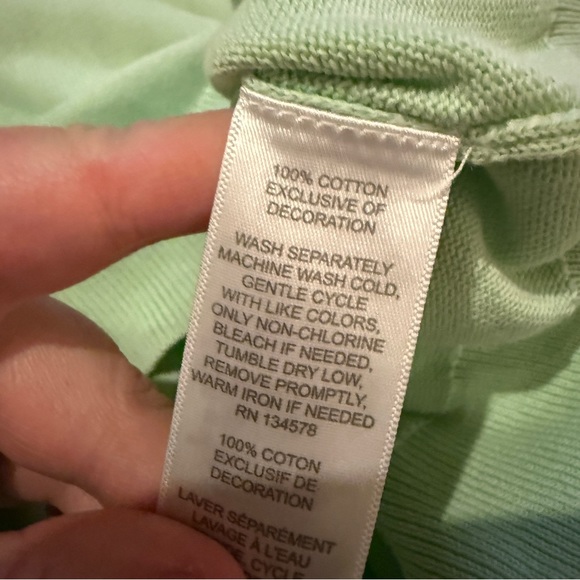 100% COTTON
EXCLUSIVE OF
DECORATION
WASH SEPARATELY
MACHINE WASH COLD,
GENTLE CYCLE
WITH LIKE COLORS,
ONLY NON-CHLORINE
BLEACH IF NEEDED,
TUMBLE DRY LOW,
REMOVE PROMPTLY,
WARM IRON IF NEEDED
RN 134578
100% COTON
EXCLUSIF DE
DECORATION
LAVER SÉPARÉMENT
LAVAGE À L'EAU
CYCLE